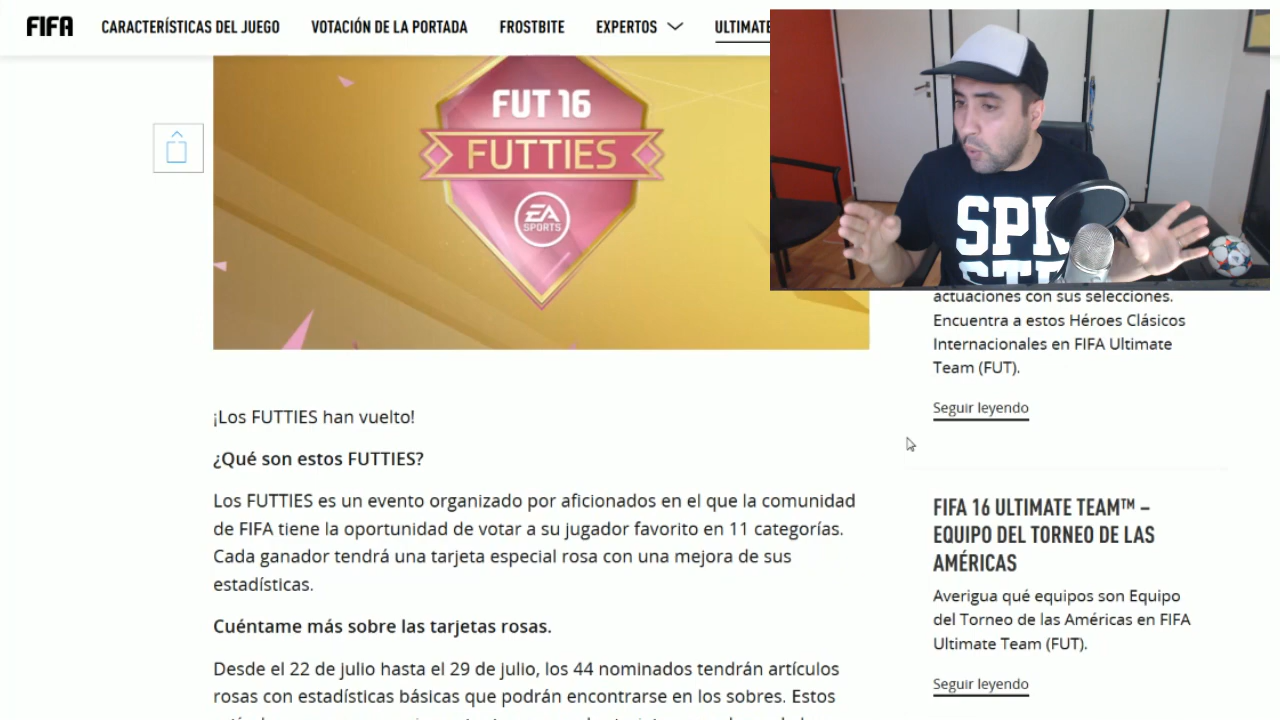 FIFA CARACTERÍSTICAS DEL JUEGO VOTACIÓN DE LA PORTADA FROSTBITE EXPERTOS ULTIMATE
FUT 16
FUTTIES
EA
SPORTS
¡Los FUTTIES han vuelto!
¿Qué son estos FUTTIES?
Los FUTTIES es un evento organizado por aficionados en el que la comunidad
de FIFA tiene la oportunidad de votar a su jugador favorito en 11 categorías.
Cada ganador tendrá una tarjeta especial rosa con una mejora de sus
estadísticas.
Cuéntame más sobre las tarjetas rosas.
Desde el 22 de julio hasta el 29 de julio, los 44 nominados tendrán artículos
rosas con estadísticas básicas que podrán encontrarse en los sobres. Estos
actuaciones con sus selecciones.
Encuentra a estos Héroes Clásicos
Internacionales en FIFA Ultimate
Team (FUT).
Seguir leyendo
FIFA 16 ULTIMATE TEAM™ –
EQUIPO DEL TORNEO DE LAS
AMÉRICAS
Averigua qué equipos son Equipo
del Torneo de las Américas en FIFA
Ultimate Team (FUT).
Seguir leyendo